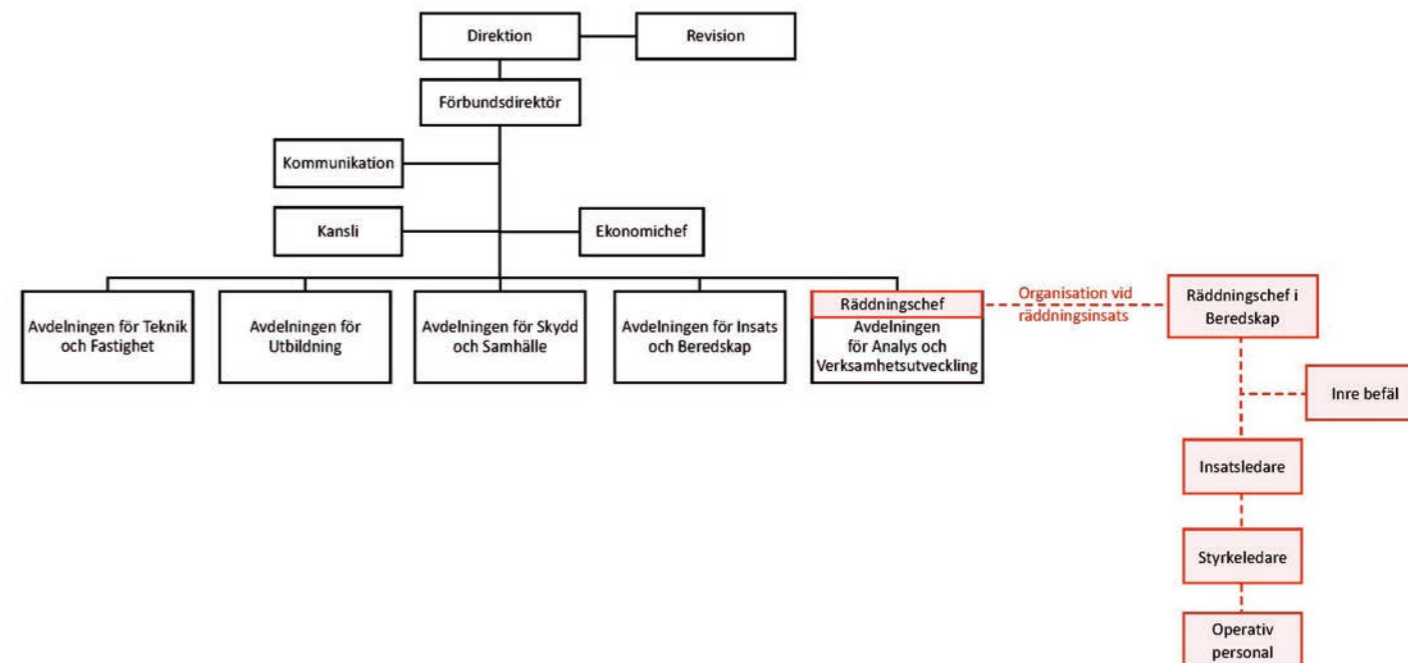 Direktion
Revision
Förbundsdirektör
Kommunikation
Kansli
Ekonomichef
Avdelningen för Teknik
och Fastighet
Avdelningen för
Utbildning
Avdelningen för Skydd
och Samhälle
Avdelningen för Insats
och Beredskap
Räddningschef
Avdelningen
för Analys och
Verksamhetsutveckling
Organisation vid
räddningsinsats
Räddningschef i
Beredskap
Inre befäl
Insatsledare
Styrkeledare
Operativ
personal